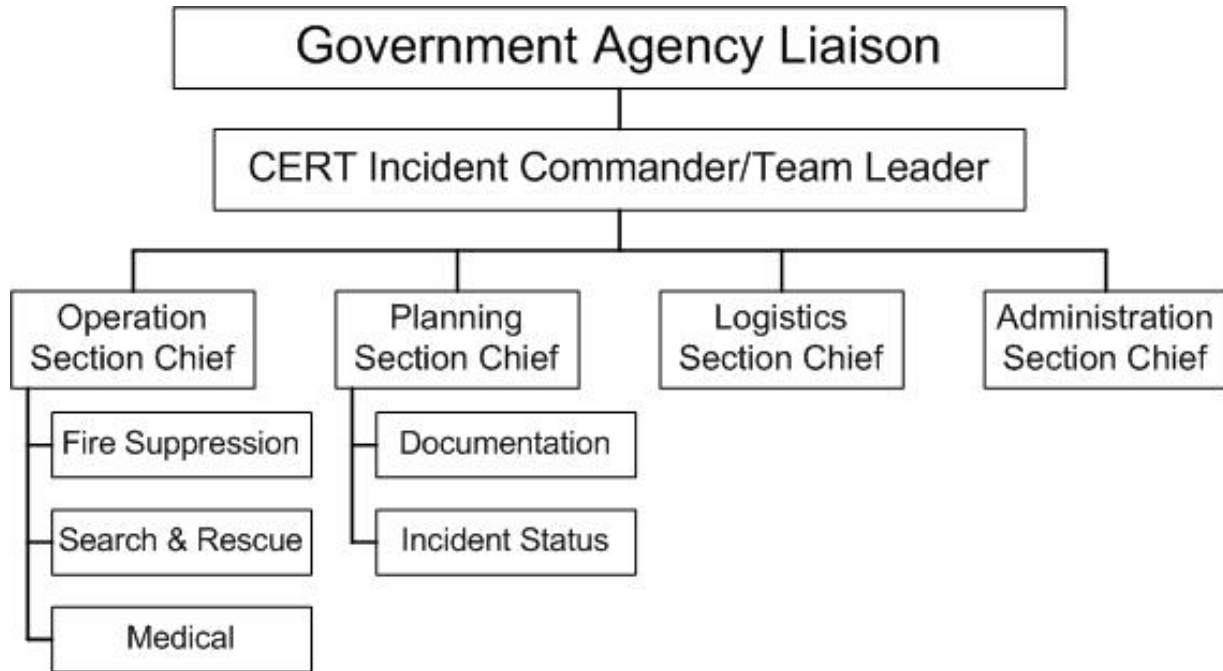 Government Agency Liaison
CERT Incident Commander/Team Leader
Operation
Section Chief
Planning
Section Chief
Logistics
Section Chief
Administration
Section Chief
Fire Suppression
Documentation
Search & Rescue
Incident Status
Medical